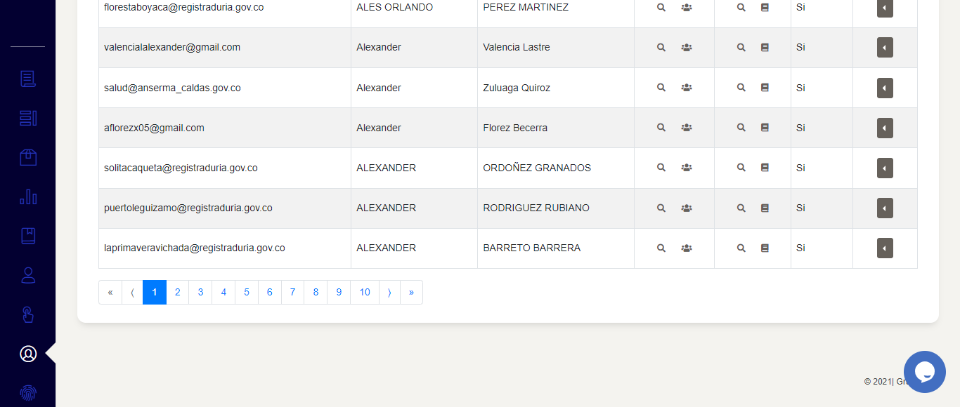 florestaboyaca@registraduria.gov.co ALES ORLANDO PEREZ MARTINEZ Si
valencialalexander@gmail.com Alexander Valencia Lastre Si
salud@anserma_caldas.gov.co Alexander Zuluaga Quiroz Si
aflorezx05@gmail.com Alexander Florez Becerra Si
solitacaqueta@registraduria.gov.co ALEXANDER ORDOÑEZ GRANADOS Si
puertoleguizamo@registraduria.gov.co ALEXANDER RODRIGUEZ RUBIANO Si
laprimaveravichada@registraduria.gov.co ALEXANDER BARRETO BARRERA Si
« ⟨ 1 2 3 4 5 6 7 8 9 10 ⟩ »
© 2021|